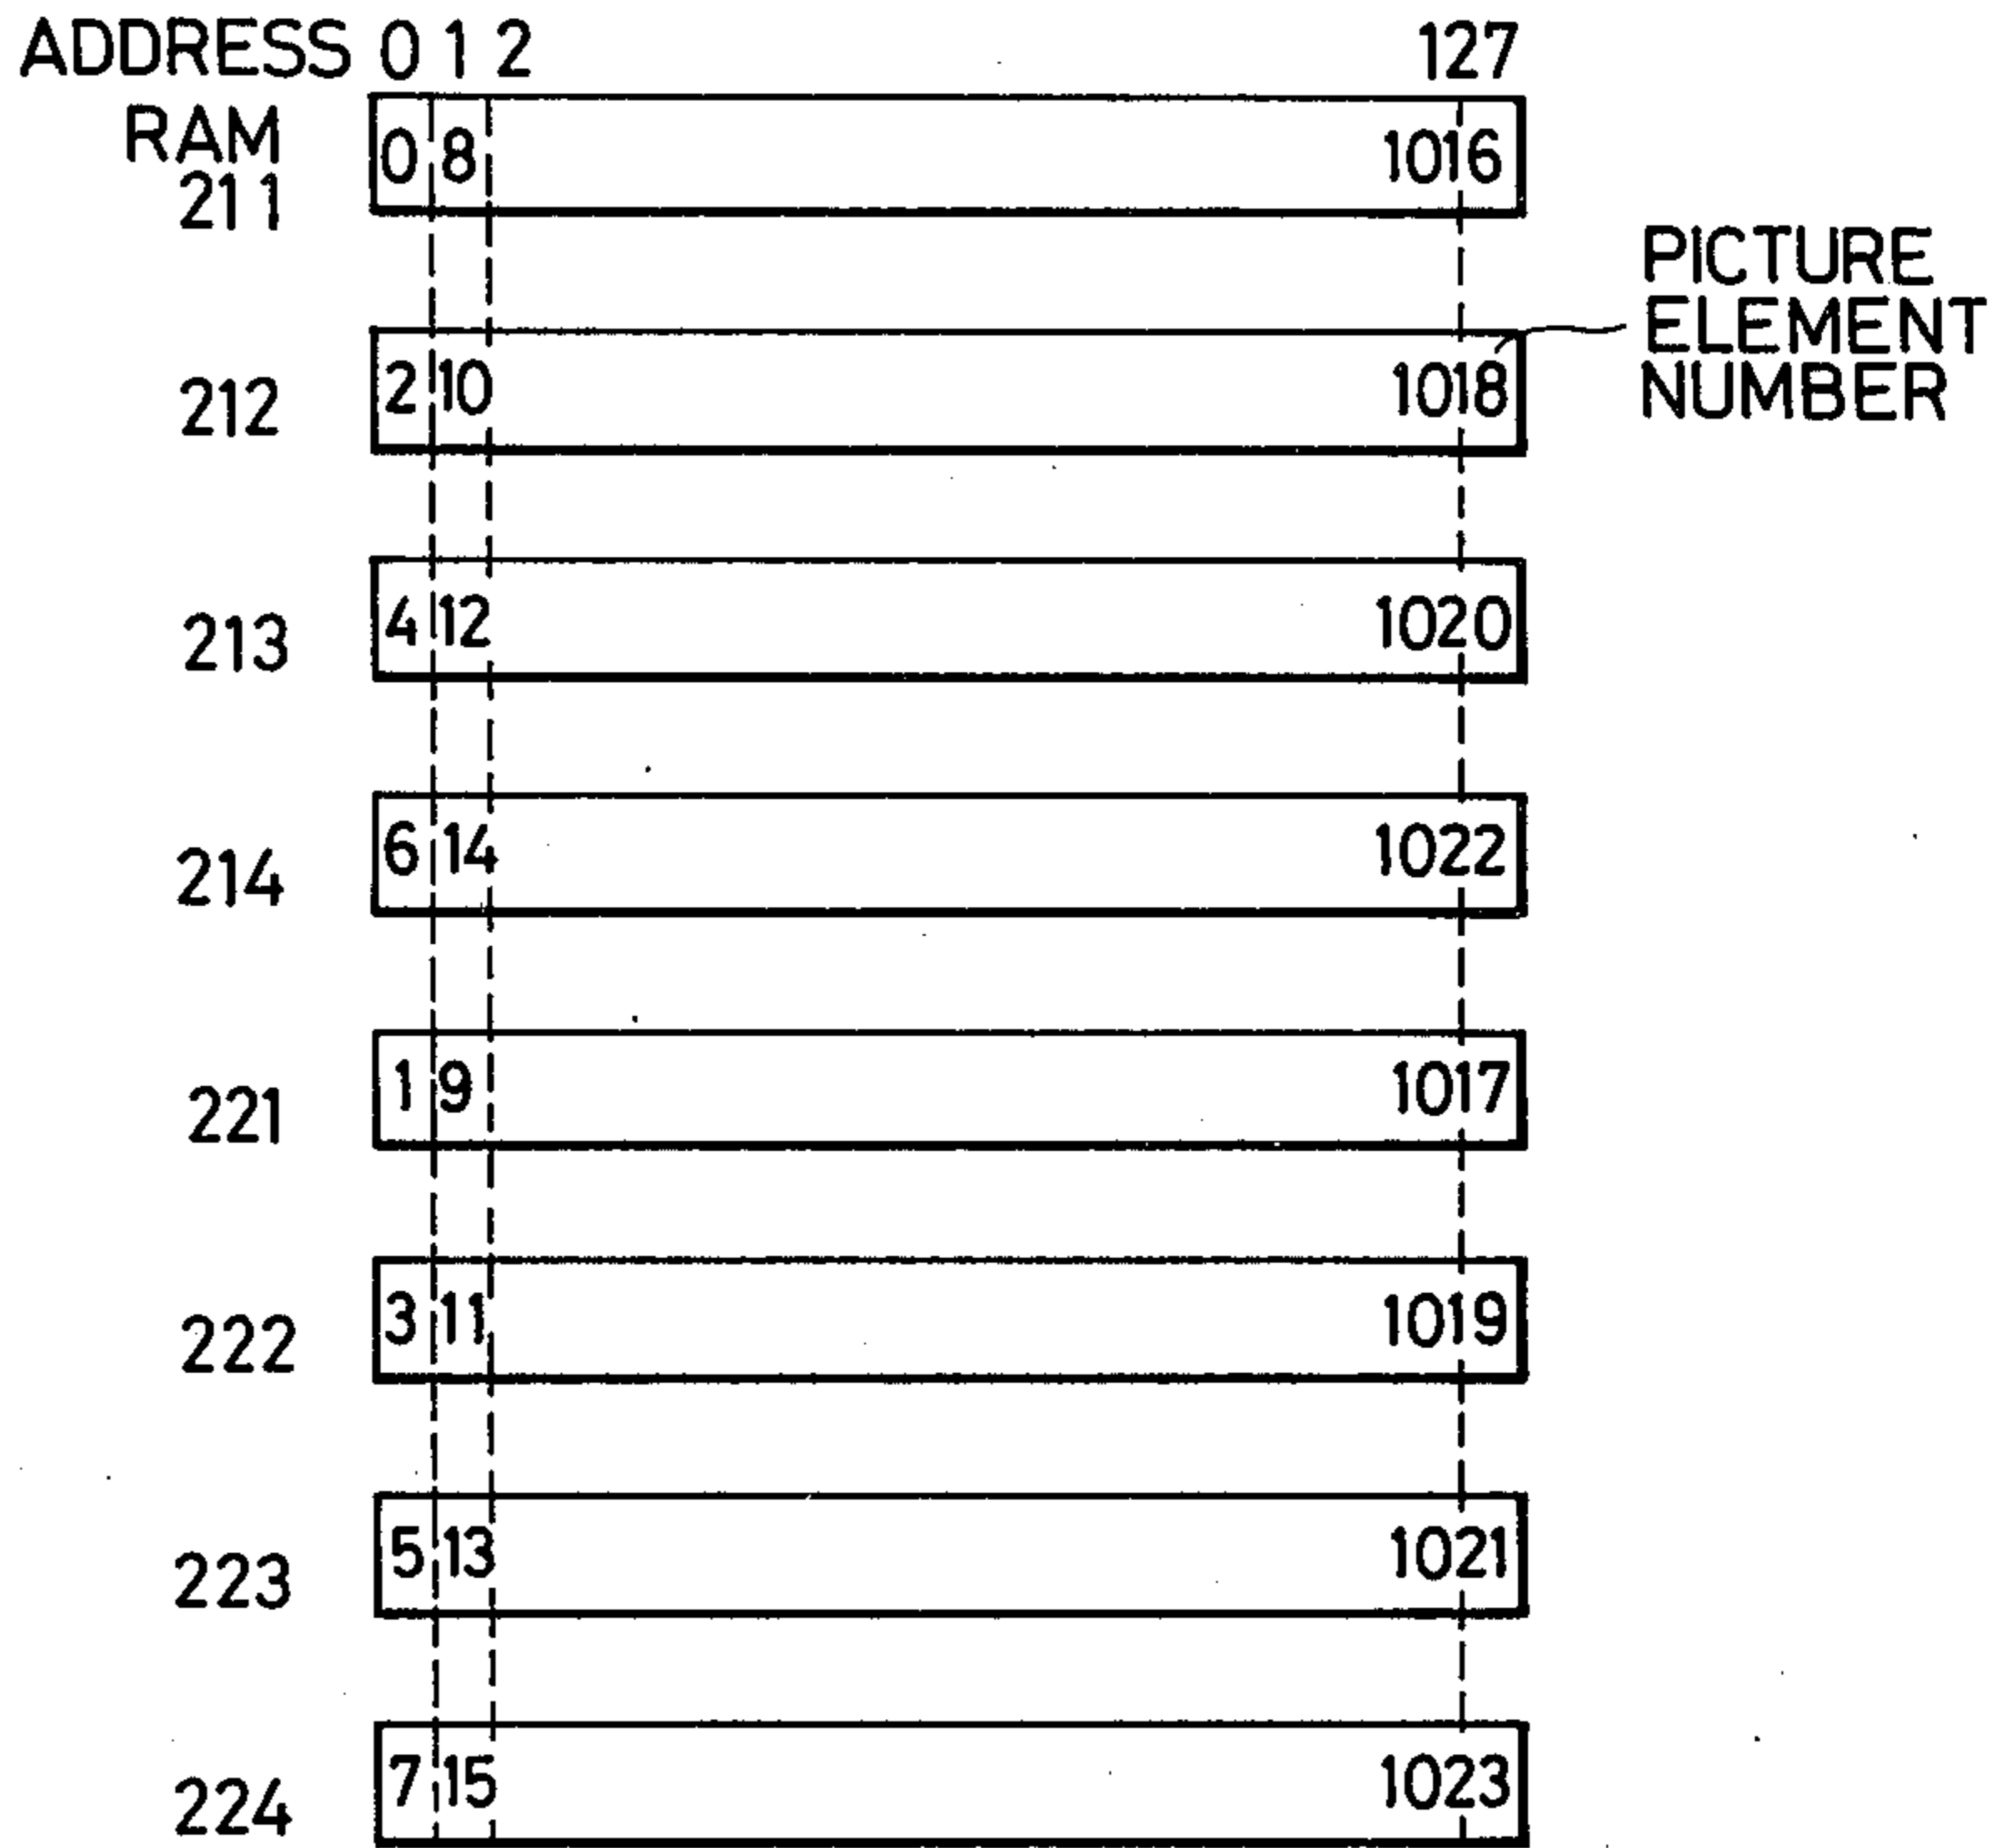 ADDRESS 0 1 2 127
RAM
211
0 8 1016
PICTURE
ELEMENT
NUMBER
212 2 10 1018
213 4 12 1020
214 6 14 1022
221 1 9 1017
222 3 11 1019
223 5 13 1021
224 7 15 1023